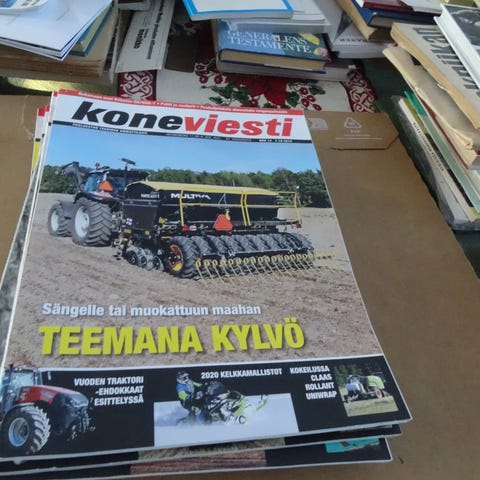 GENERALENS
TESTAMENTE
koneviesti
MULTIVA
Sängelle tai muokattuun maahan
TEEMANA KYLVÖ
VUODEN TRAKTORI
-EHDOKKAAT
ESITTELYSSÄ
2020 KELKKAMALLISTOT
KOKEILUSSA
CLAAS
ROLLANT
UNIWRAP